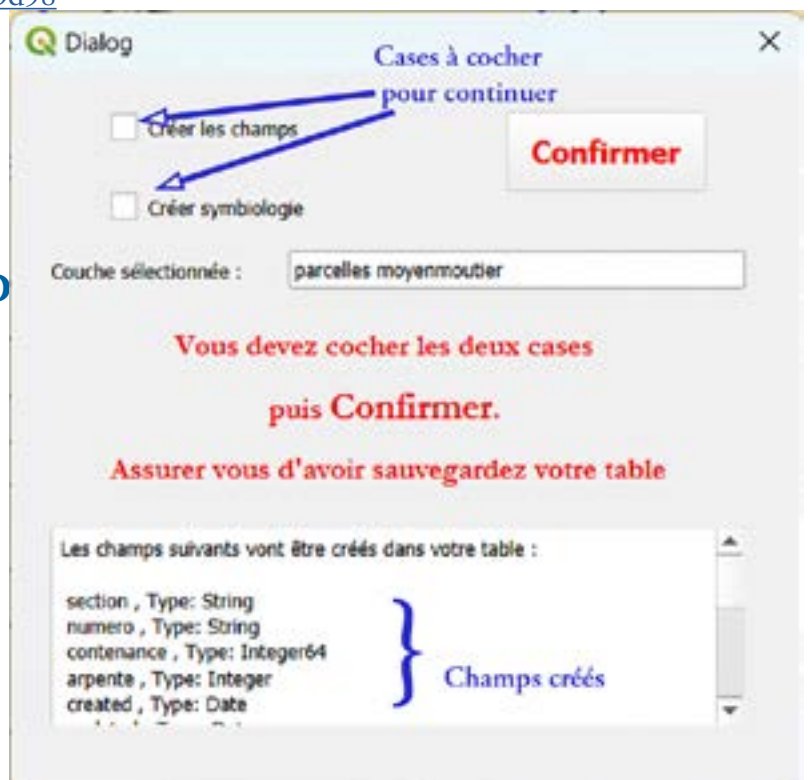 Dialog
Cases à cocher
pour continuer
Créer les champs
Confirmer
Créer symbiologie
Couche sélectionnée :
parcelles moyenmoutier
Vous devez cocher les deux cases
puis Confirmer.
Assurer vous d'avoir sauvegardez votre table
Les champs suivants vont être créés dans votre table :
section , Type: String
numero , Type: String
contenance , Type: Integer64
arpente , Type: Integer
created , Type: Date
Champs créés